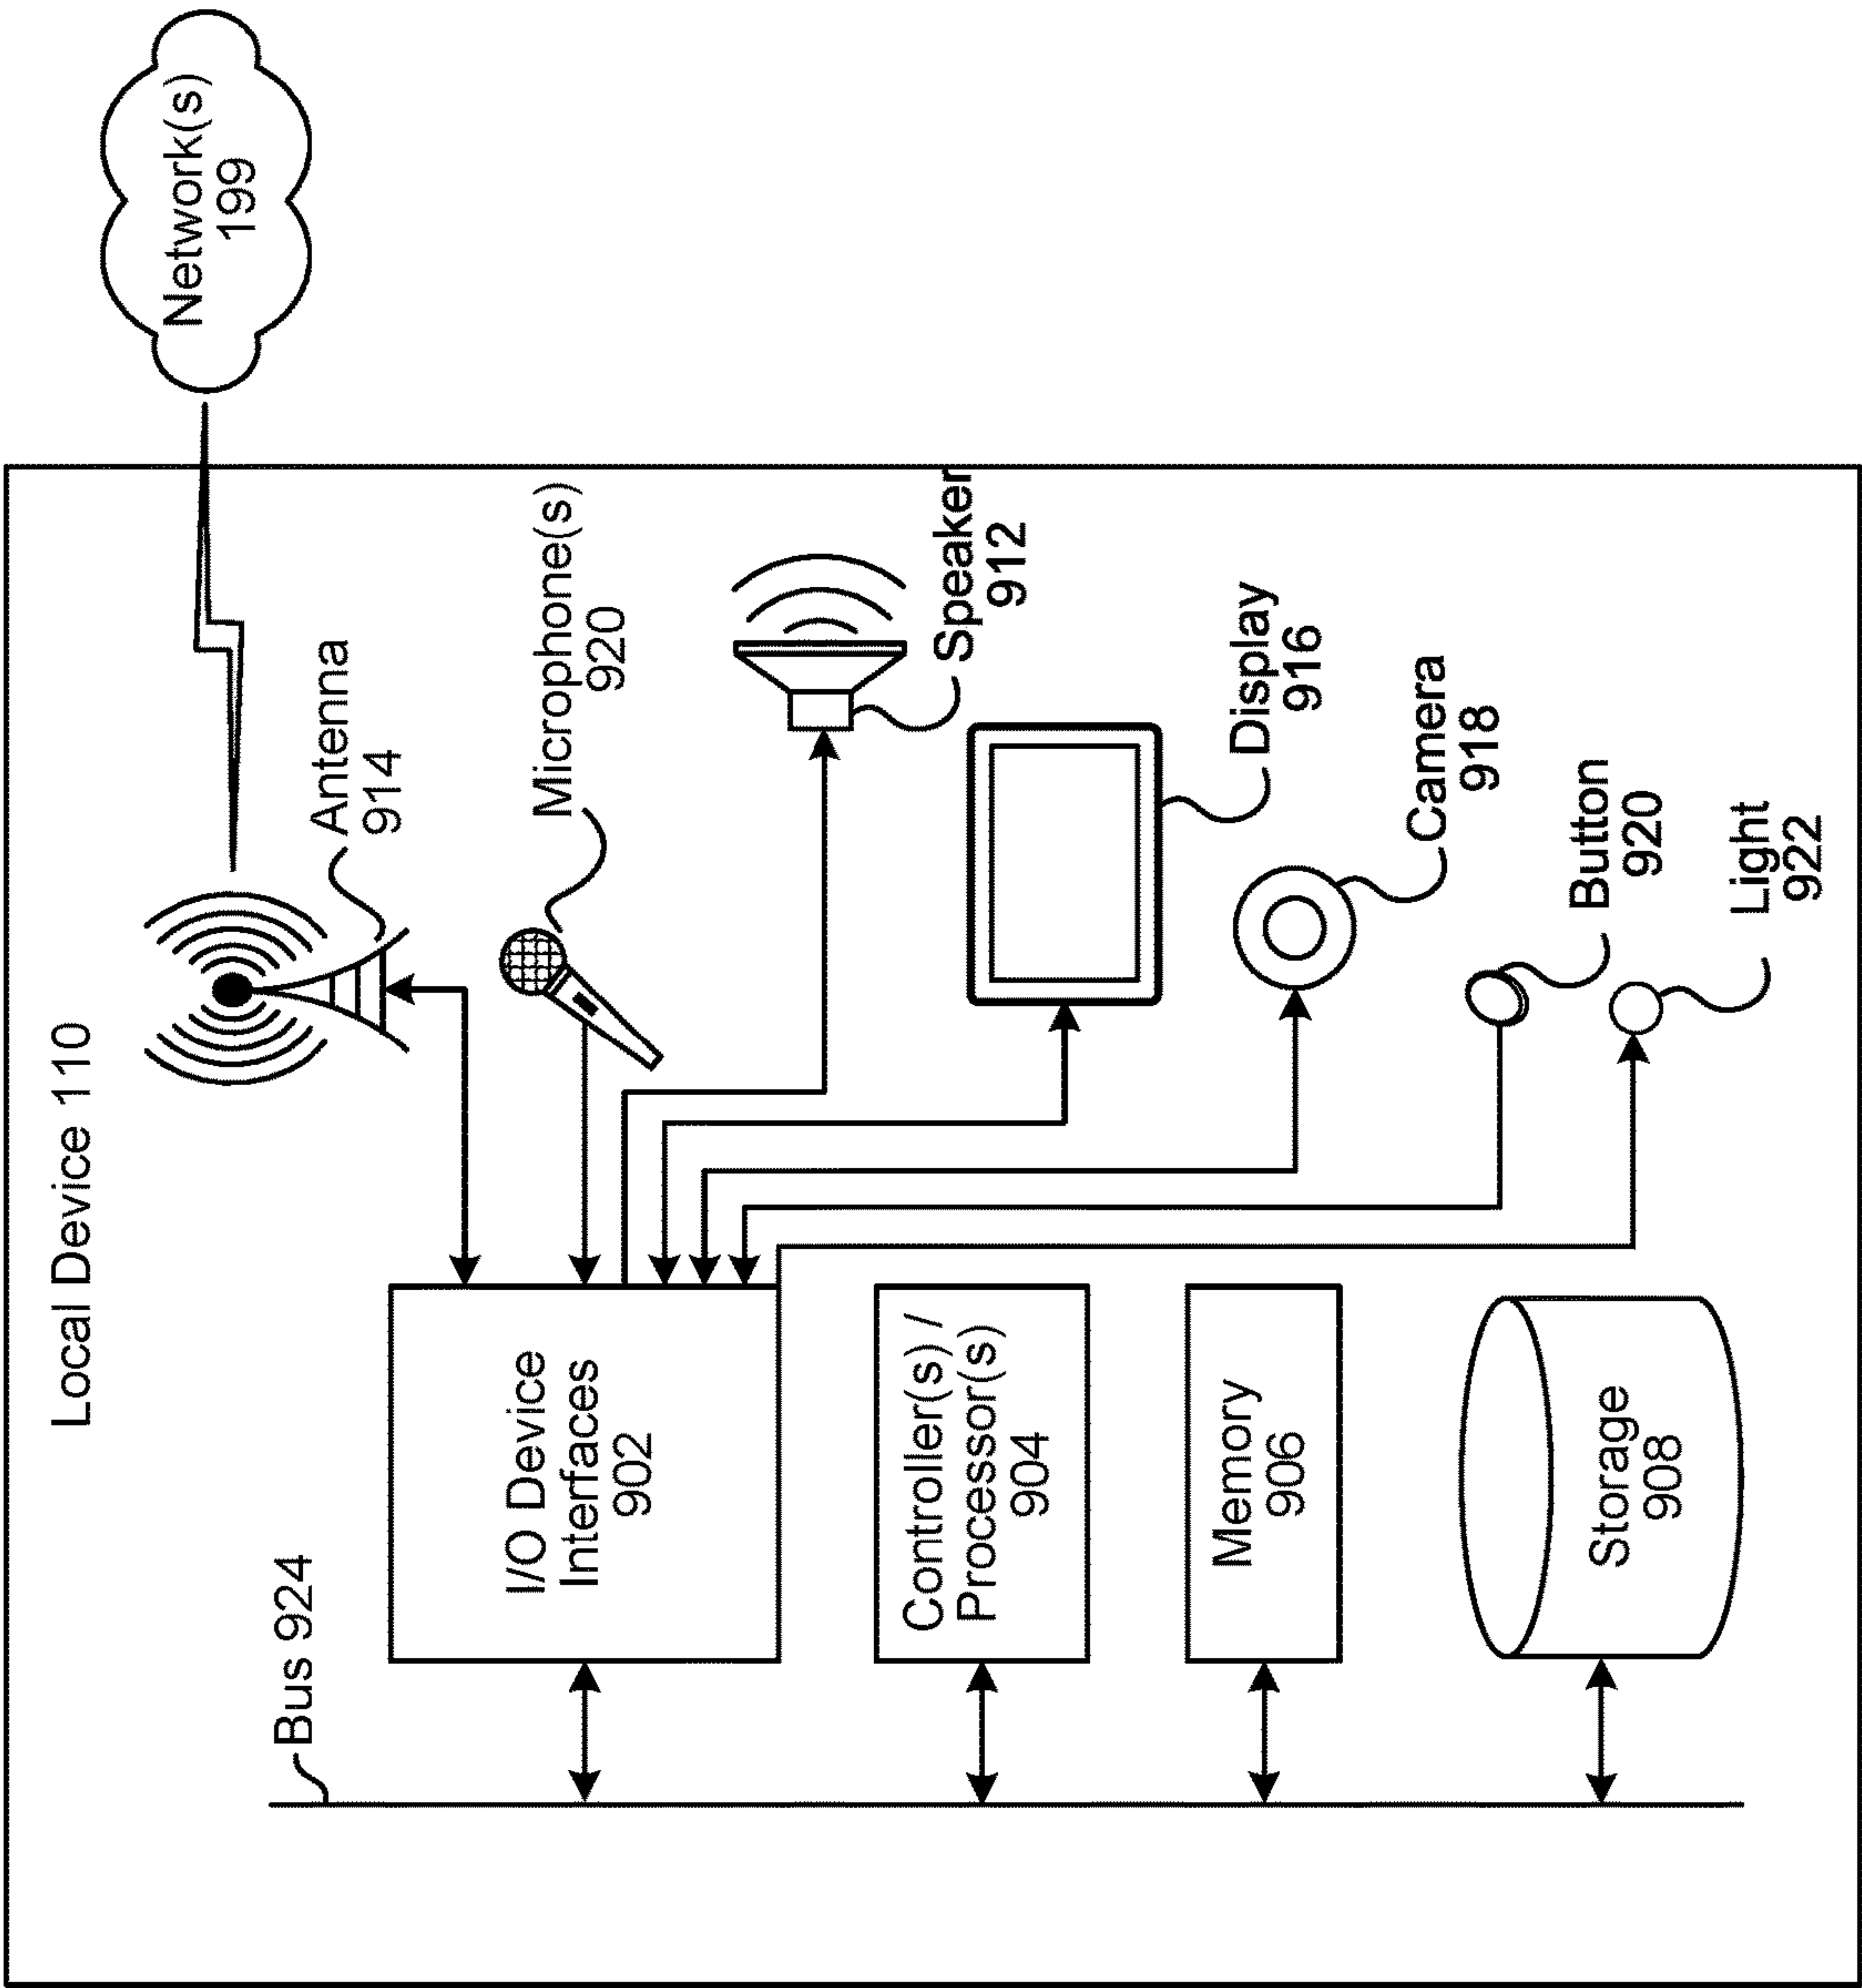 Local Device 110
Bus 924
I/O Device
Interfaces
902
Controller(s) /
Processor(s)
904
Memory
906
Storage
908
Antenna
914
Microphone(s)
920
Speaker
912
Display
916
Camera
918
Button
920
Light
922
Network(s)
199